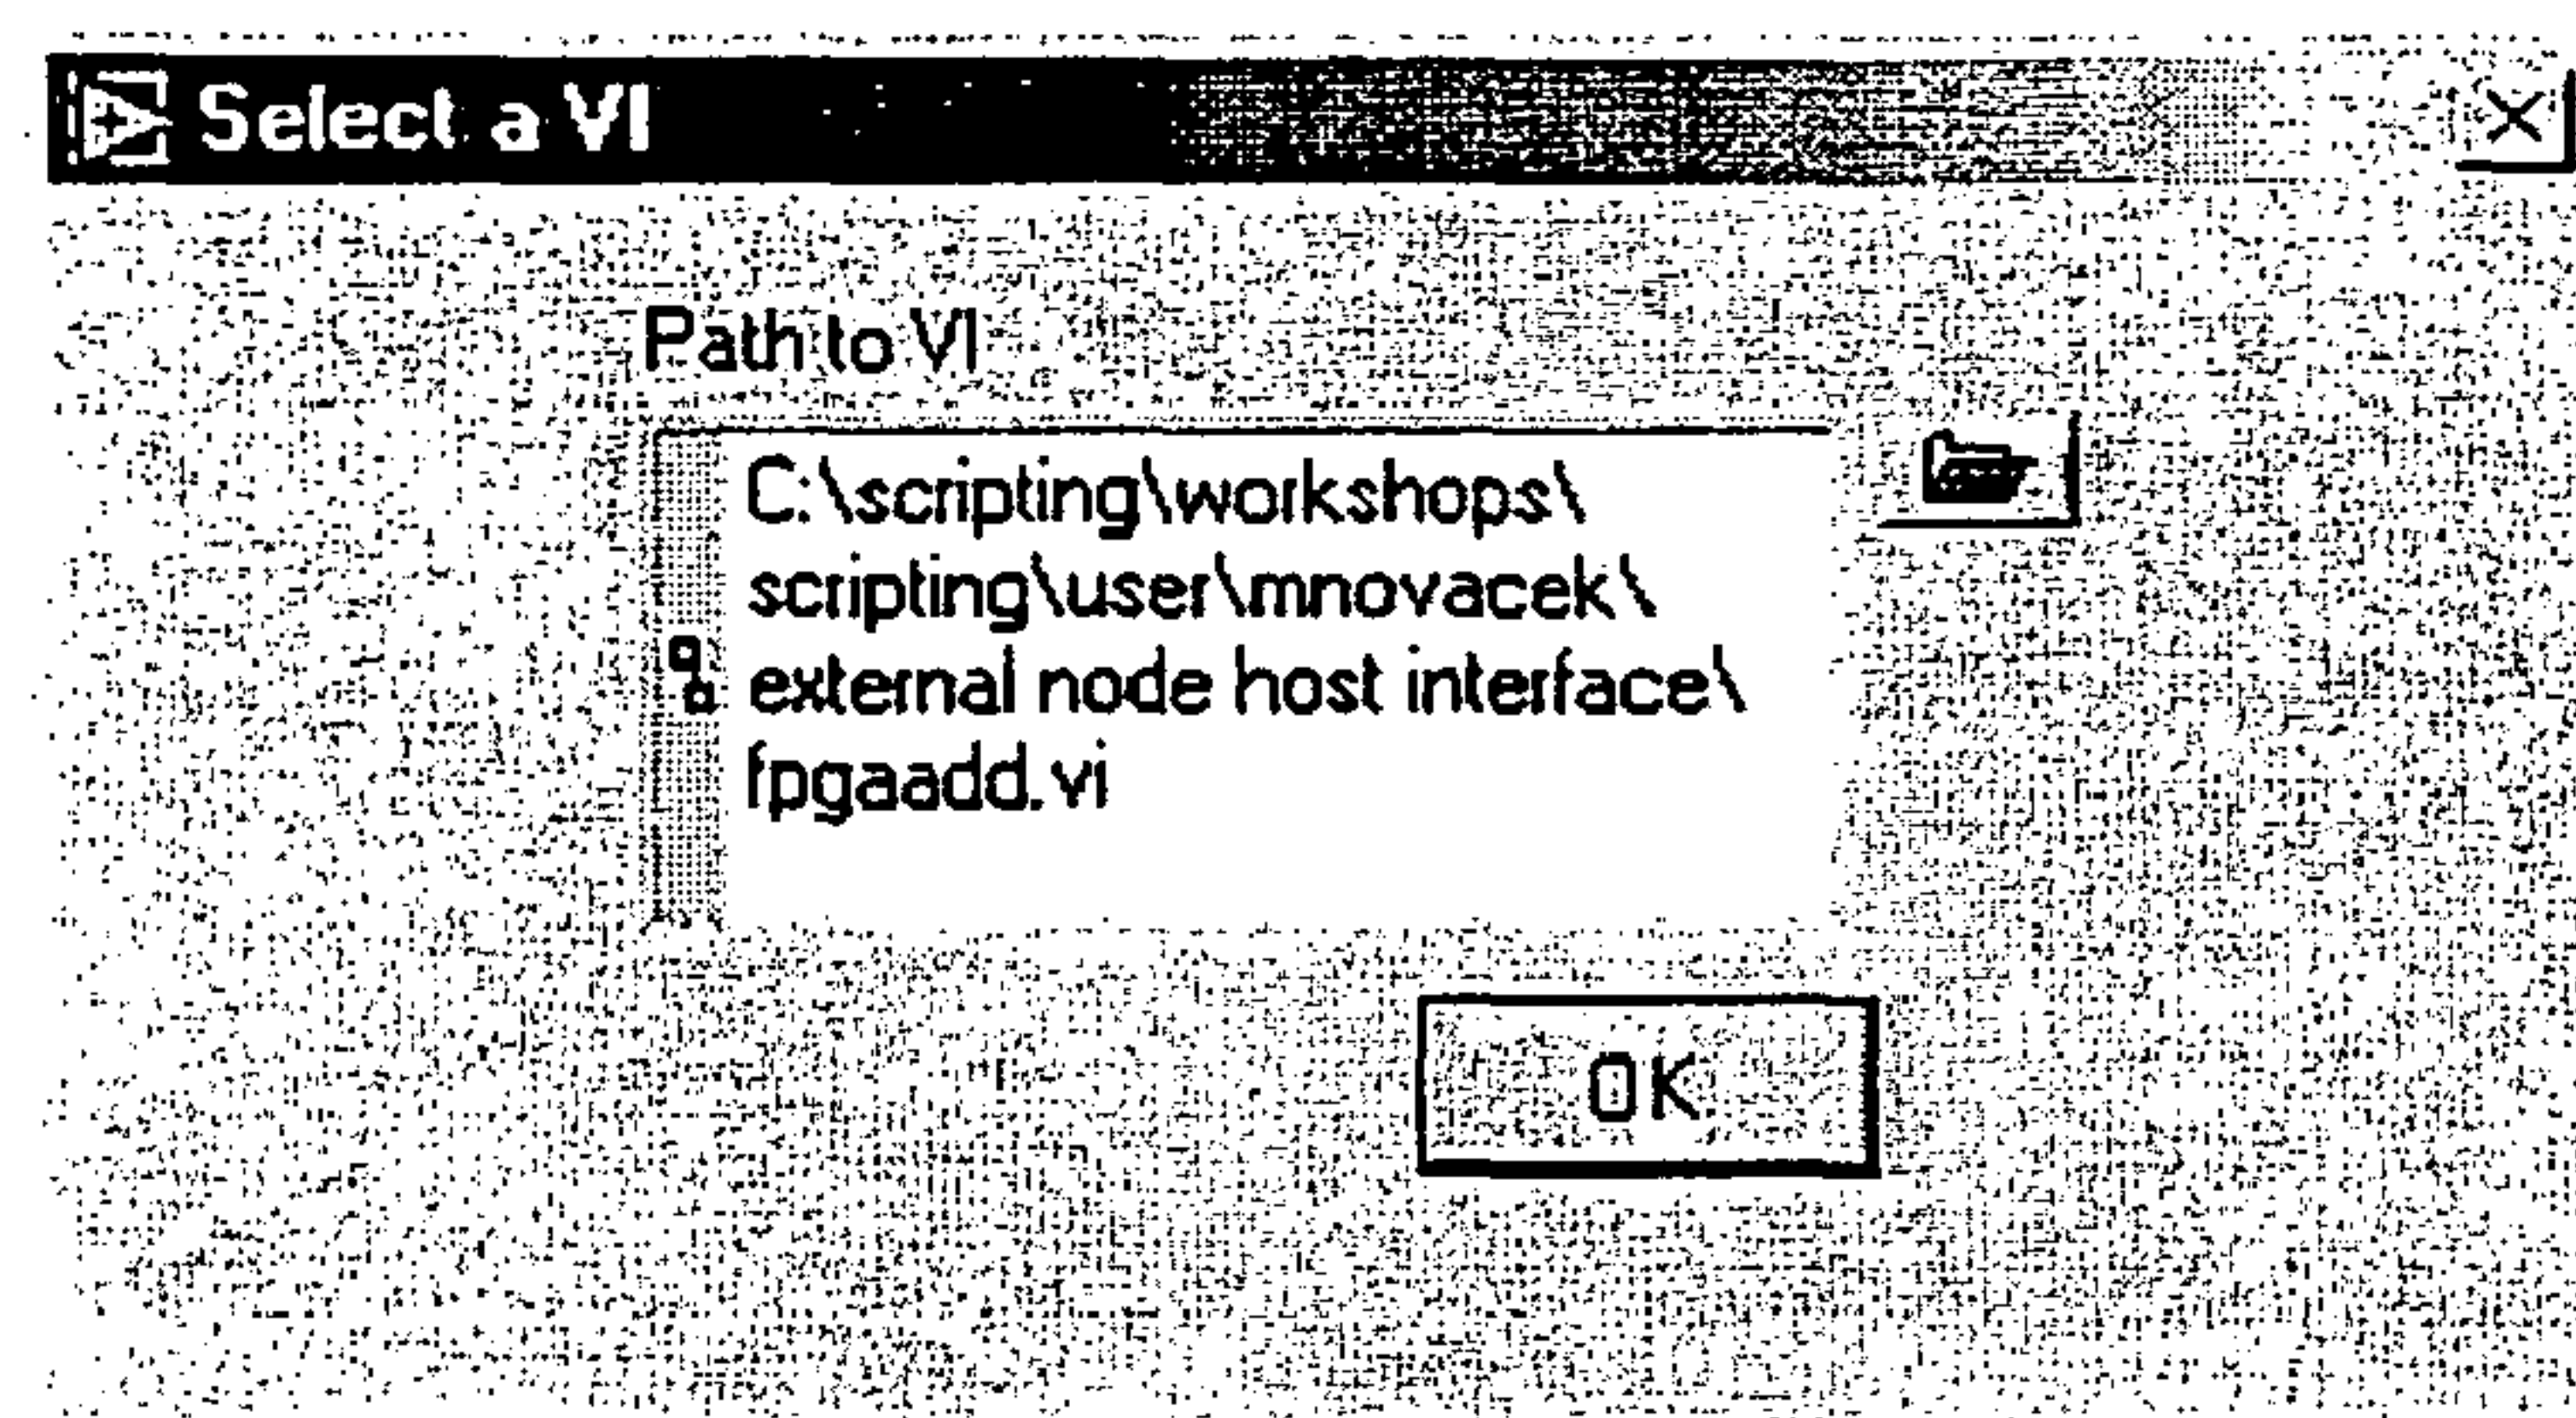 Select a VI
Path to VI
C:\scripting\workshops\
scripting\user\mnovacek\
external node host interface\
fpgaadd.vi
OK